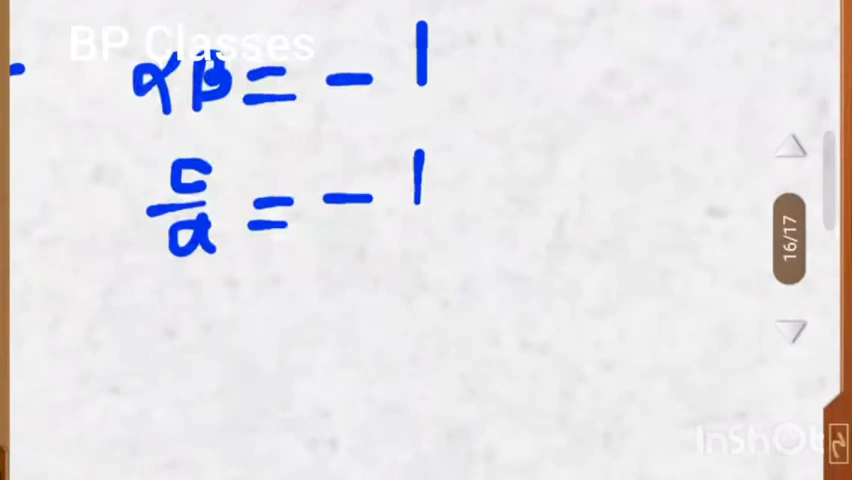 BP Classes
αβ = - 1
c/a = - 1
16/17
InShOt